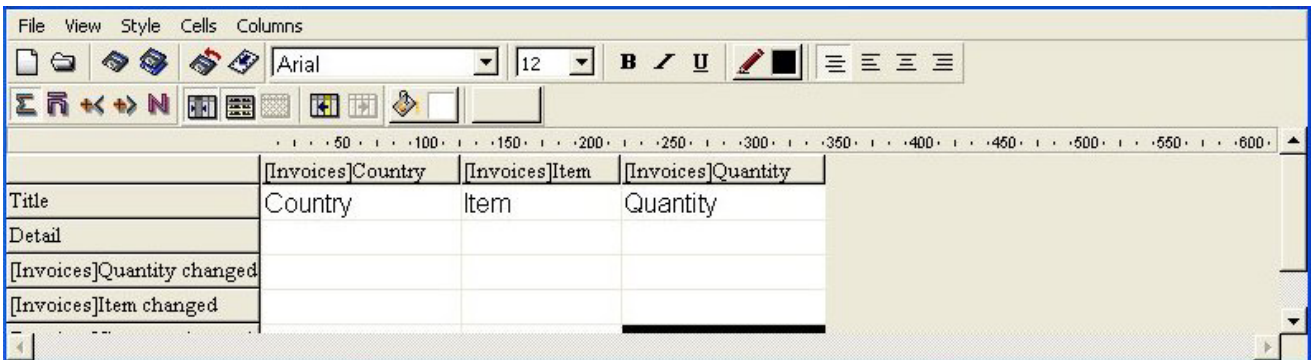 File View Style Cells Columns
Arial 12 B I U
50 100 150 200 250 300 350 400 450 500 550 600
[Invoices]Country [Invoices]Item [Invoices]Quantity
Title Country Item Quantity
Detail
[Invoices]Quantity changed
[Invoices]Item changed